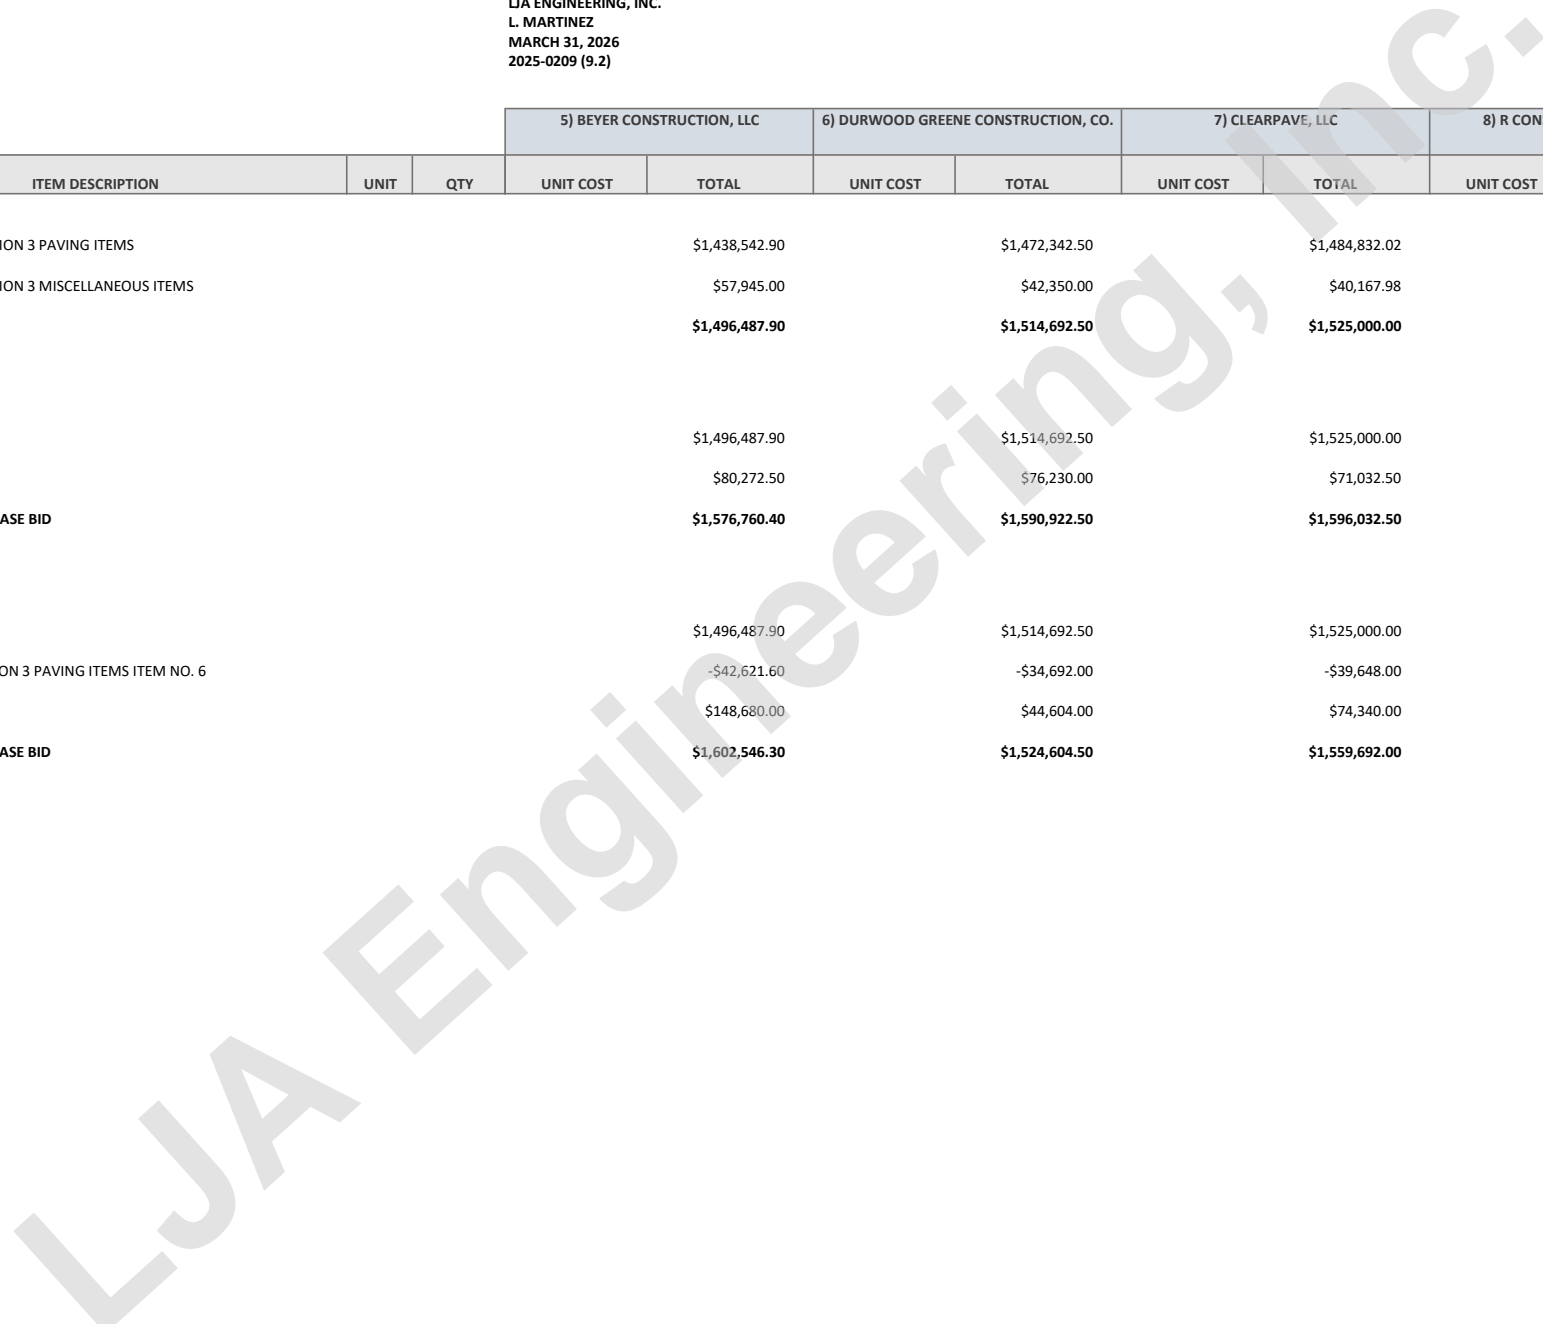 LJA ENGINEERING, INC.
L. MARTINEZ
MARCH 31, 2026
2025-0209 (9.2)
5) BEYER CONSTRUCTION, LLC 6) DURWOOD GREENE CONSTRUCTION, CO. 7) CLEARPAVE, LLC 8) R CON
ITEM DESCRIPTION UNIT QTY UNIT COST TOTAL UNIT COST TOTAL UNIT COST TOTAL UNIT COST
ION 3 PAVING ITEMS $1,438,542.90 $1,472,342.50 $1,484,832.02
ION 3 MISCELLANEOUS ITEMS $57,945.00 $42,350.00 $40,167.98
$1,496,487.90 $1,514,692.50 $1,525,000.00
$1,496,487.90 $1,514,692.50 $1,525,000.00
$80,272.50 $76,230.00 $71,032.50
ASE BID $1,576,760.40 $1,590,922.50 $1,596,032.50
$1,496,487.90 $1,514,692.50 $1,525,000.00
ON 3 PAVING ITEMS ITEM NO. 6 -$42,621.60 -$34,692.00 -$39,648.00
$148,680.00 $44,604.00 $74,340.00
ASE BID $1,602,546.30 $1,524,604.50 $1,559,692.00
LJA Engineering, Inc.